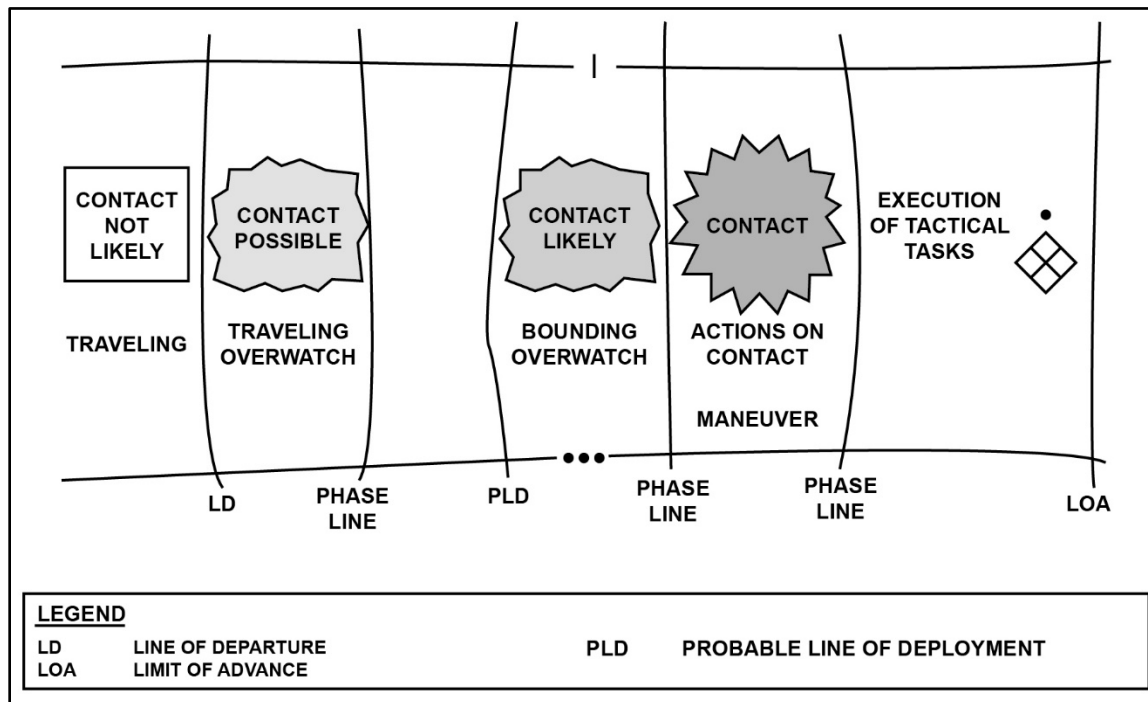 CONTACT
NOT
LIKELY
TRAVELING
CONTACT
POSSIBLE
TRAVELING
OVERWATCH
CONTACT
LIKELY
BOUNDING
OVERWATCH
CONTACT
ACTIONS ON
CONTACT
MANEUVER
EXECUTION
OF TACTICAL
TASKS
LD
PHASE
LINE
PLD
PHASE
LINE
PHASE
LINE
LOA
LEGEND
LD LINE OF DEPARTURE
LOA LIMIT OF ADVANCE
PLD PROBABLE LINE OF DEPLOYMENT